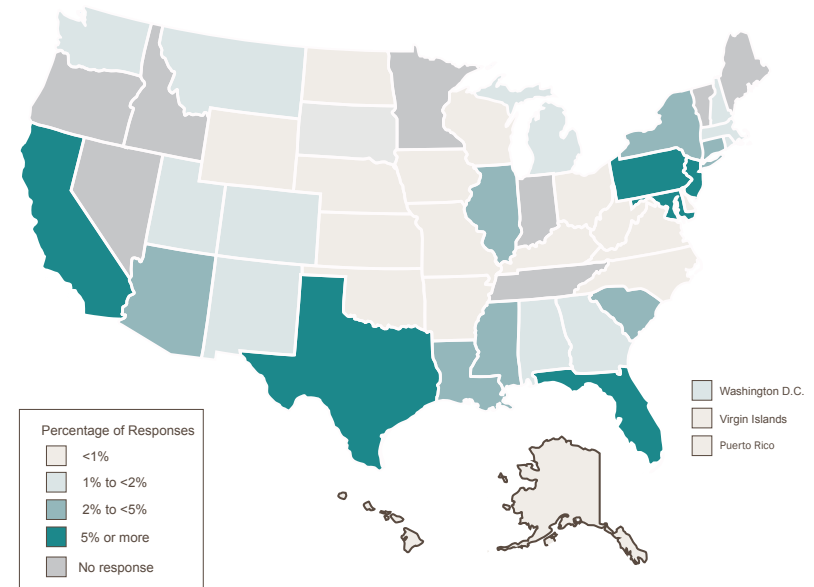 Washington D.C.
Virgin Islands
Puerto Rico
Percentage of Responses
<1%
1% to <2%
2% to <5%
5% or more
No response